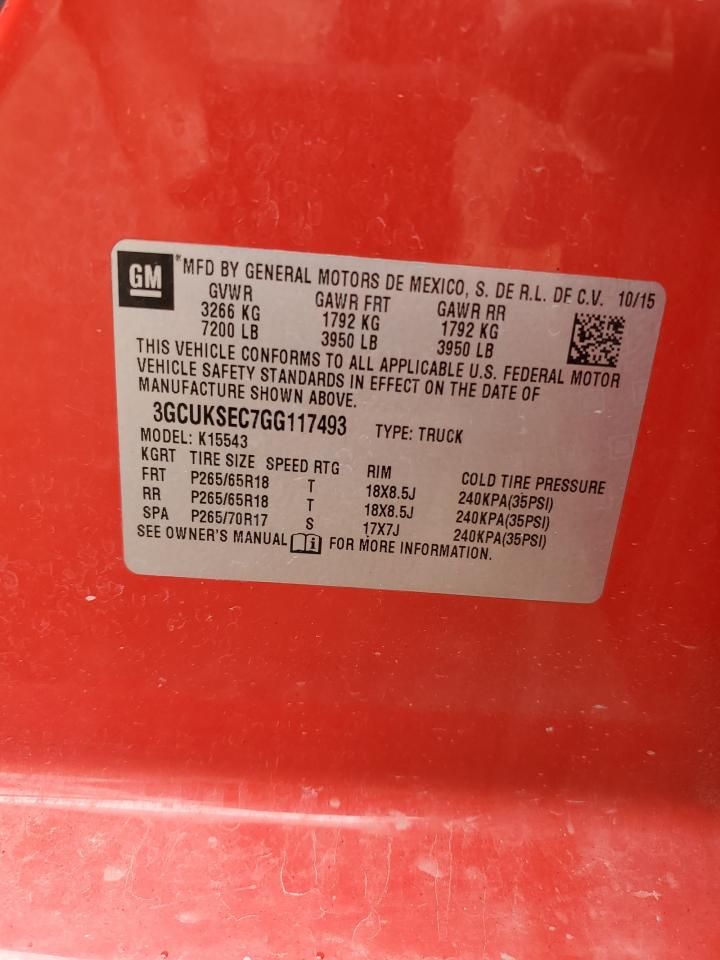 GM *MFD BY GENERAL MOTORS DE MEXICO, S. DE R.L. DE C.V. 10/15
GVWR GAWR FRT GAWR RR
3266 KG 1792 KG 1792 KG
7200 LB 3950 LB 3950 LB
THIS VEHICLE CONFORMS TO ALL APPLICABLE U.S. FEDERAL MOTOR
VEHICLE SAFETY STANDARDS IN EFFECT ON THE DATE OF
MANUFACTURE SHOWN ABOVE.
3GCUKSEC7GG117493 TYPE: TRUCK
MODEL: K15543
KGRT TIRE SIZE SPEED RTG RIM COLD TIRE PRESSURE
FRT P265/65R18 T 18X8.5J 240KPA(35PSI)
RR P265/65R18 T 18X8.5J 240KPA(35PSI)
SPA P265/70R17 S 17X7J 240KPA(35PSI)
SEE OWNER'S MANUAL i FOR MORE INFORMATION.